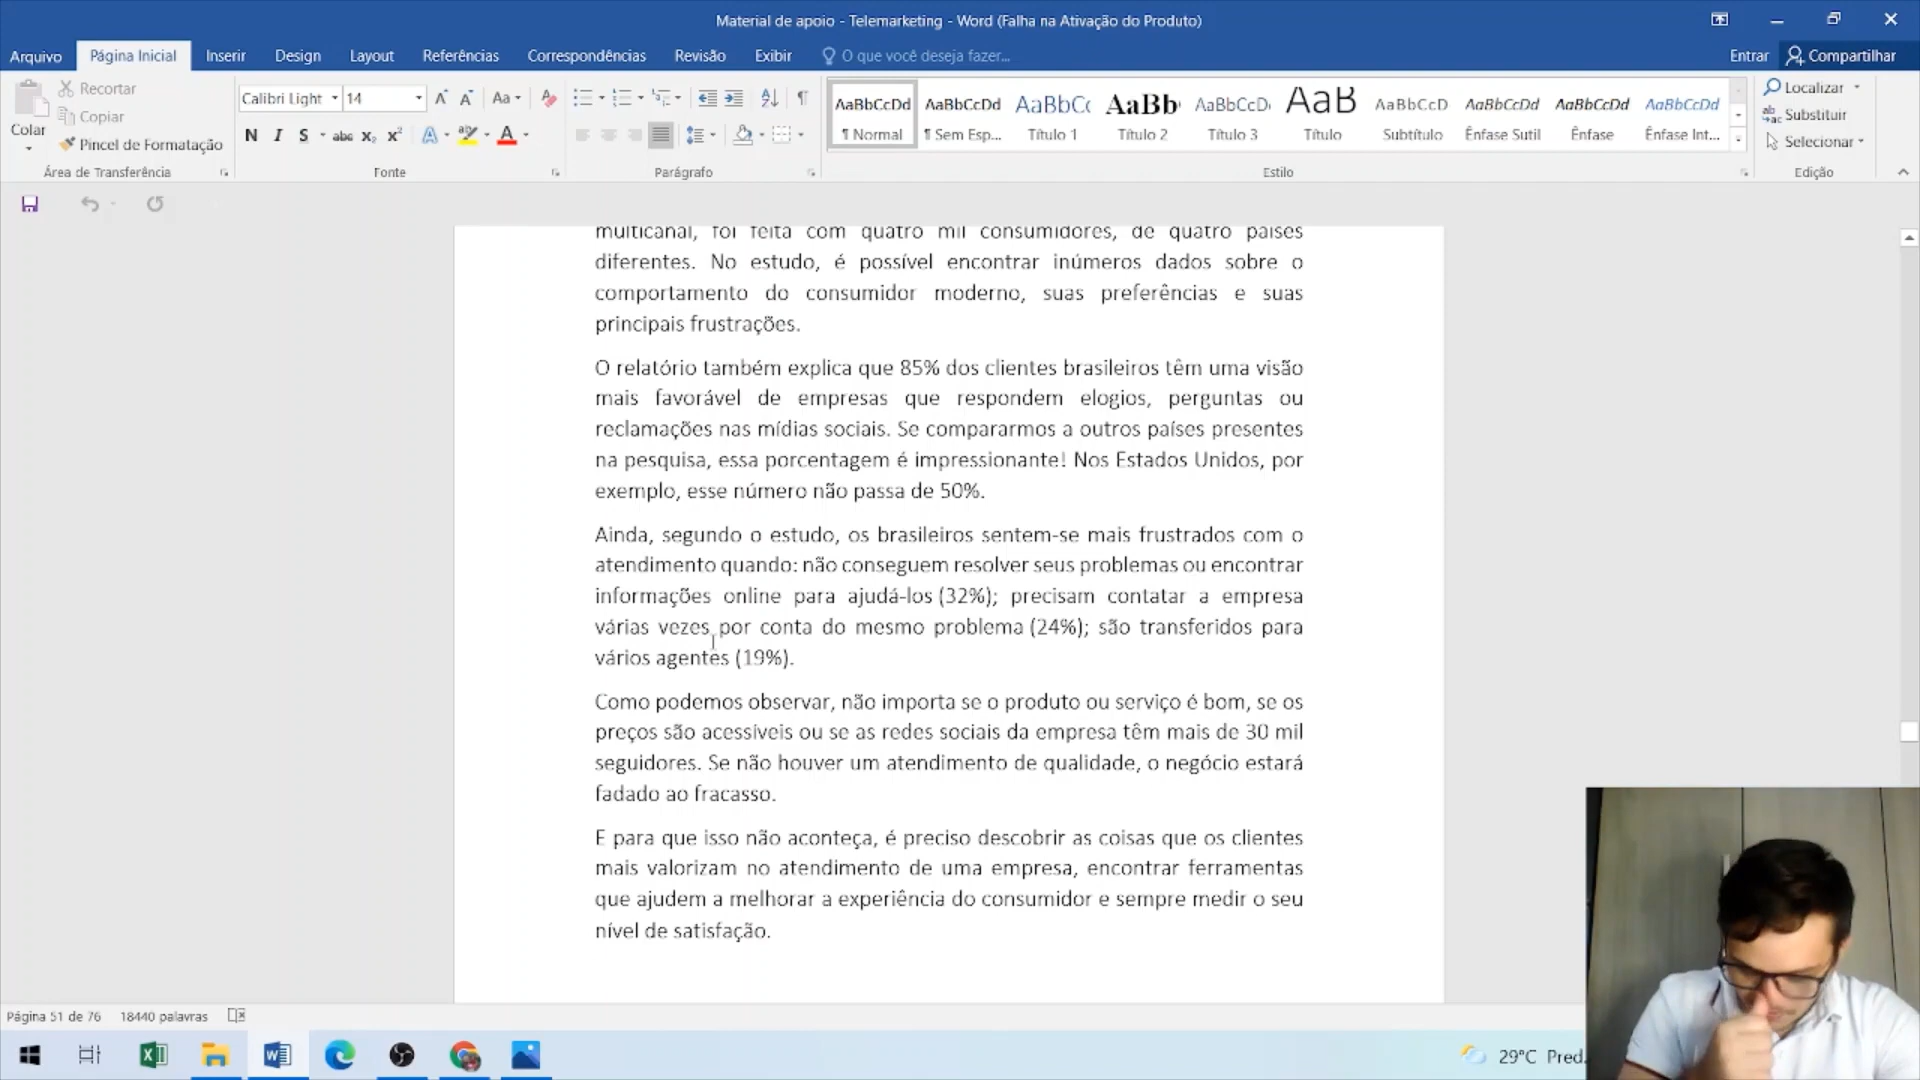 Material de apoio - Telemarketing - Word (Falha na Ativação do Produto)
Arquivo Página Inicial Inserir Design Layout Referências Correspondências Revisão Exibir O que você deseja fazer... Entrar Compartilhar
Colar
Recortar
Copiar
Pincel de Formatação
Área de Transferência
Calibri Light 14
Aa
N I S abc x₂ x² A A
Fonte
Parágrafo
AaBbCcDd AaBbCcDd AaBbCc AaBb AaBbCcD AaB AaBbCcD AaBbCcDd AaBbCcDd AaBbCcDd
¶ Normal ¶ Sem Esp... Título 1 Título 2 Título 3 Título Subtítulo Ênfase Sutil Ênfase Ênfase Int...
Estilo
Localizar
Substituir
Selecionar
Edição
multicanal, foi feita com quatro mil consumidores, de quatro países
diferentes. No estudo, é possível encontrar inúmeros dados sobre o
comportamento do consumidor moderno, suas preferências e suas
principais frustrações.
O relatório também explica que 85% dos clientes brasileiros têm uma visão
mais favorável de empresas que respondem elogios, perguntas ou
reclamações nas mídias sociais. Se compararmos a outros países presentes
na pesquisa, essa porcentagem é impressionante! Nos Estados Unidos, por
exemplo, esse número não passa de 50%.
Ainda, segundo o estudo, os brasileiros sentem-se mais frustrados com o
atendimento quando: não conseguem resolver seus problemas ou encontrar
informações online para ajudá-los (32%); precisam contatar a empresa
várias vezes por conta do mesmo problema (24%); são transferidos para
vários agentes (19%).
Como podemos observar, não importa se o produto ou serviço é bom, se os
preços são acessíveis ou se as redes sociais da empresa têm mais de 30 mil
seguidores. Se não houver um atendimento de qualidade, o negócio estará
fadado ao fracasso.
E para que isso não aconteça, é preciso descobrir as coisas que os clientes
mais valorizam no atendimento de uma empresa, encontrar ferramentas
que ajudem a melhorar a experiência do consumidor e sempre medir o seu
nível de satisfação.
Página 51 de 76 18440 palavras
29°C Pred.